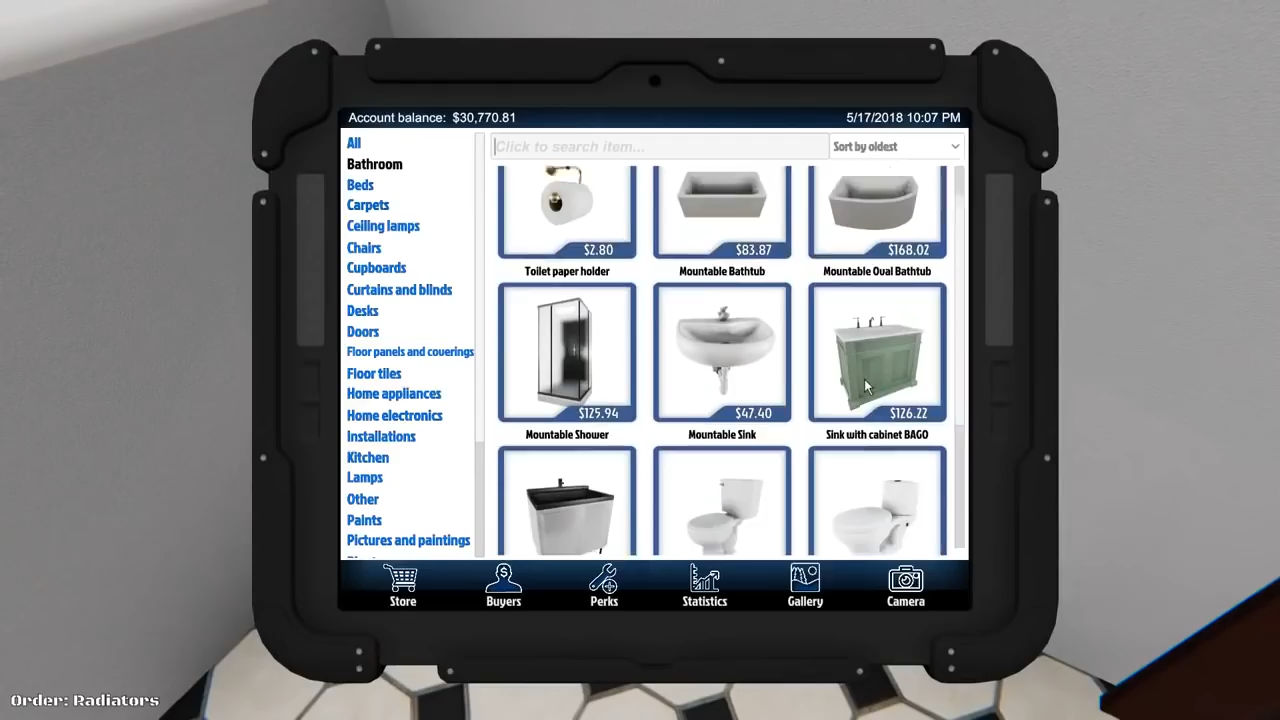 Account balance: $30,770.81
5/17/2018 10:07 PM
All
Bathroom
Beds
Carpets
Ceiling lamps
Chairs
Cupboards
Curtains and blinds
Desks
Doors
Floor panels and coverings
Floor tiles
Home appliances
Home electronics
Installations
Kitchen
Lamps
Other
Paints
Pictures and paintings
Click to search item...
Sort by oldest
$2.80
$83.87
$168.02
Toilet paper holder
Mountable Bathtub
Mountable Oval Bathtub
$125.94
$47.40
$126.22
Mountable Shower
Mountable Sink
Sink with cabinet BAGO
Store
Buyers
Perks
Statistics
Gallery
Camera
Order: Radiators